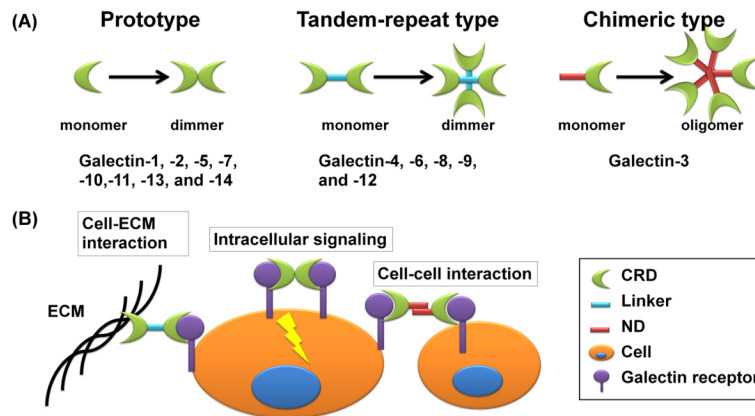 (A)
Prototype
Tandem-repeat type
Chimeric type
monomer
dimmer
monomer
dimmer
monomer
oligomer
Galectin-1, -2, -5, -7,
-10,-11, -13, and -14
Galectin-4, -6, -8, -9,
and -12
Galectin-3
(B)
Cell-ECM
interaction
Intracellular signaling
Cell-cell interaction
ECM
CRD
Linker
ND
Cell
Galectin receptor